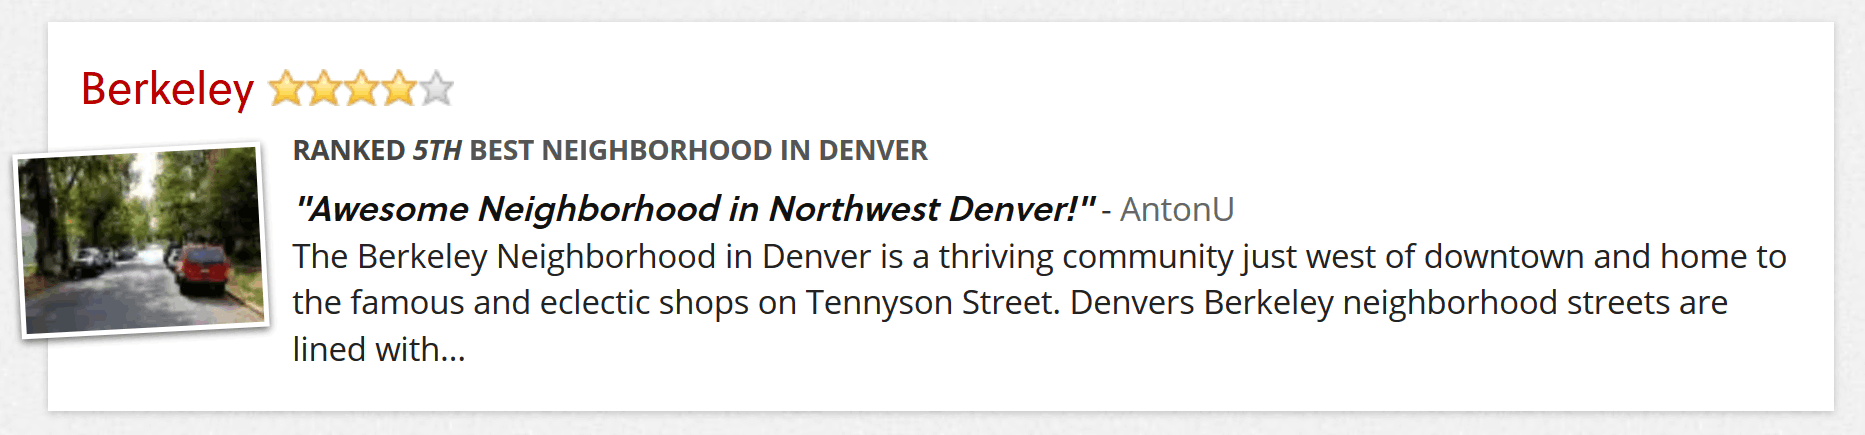 Berkeley
RANKED 5TH BEST NEIGHBORHOOD IN DENVER
"Awesome Neighborhood in Northwest Denver!" - AntonU
The Berkeley Neighborhood in Denver is a thriving community just west of downtown and home to
the famous and eclectic shops on Tennyson Street. Denvers Berkeley neighborhood streets are
lined with...